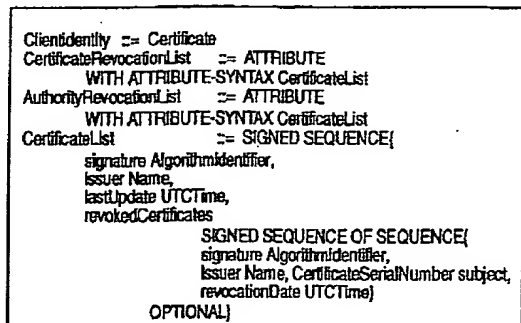 ClientIdentity ::= Certificate
CertificateRevocationList ::= ATTRIBUTE
WITH ATTRIBUTE-SYNTAX CertificateList
AuthorityRevocationList ::= ATTRIBUTE
WITH ATTRIBUTE-SYNTAX CertificateList
CertificateList ::= SIGNED SEQUENCE{
signature AlgorithmIdentifier,
Issuer Name,
lastUpdate UTCTime,
revokedCertificates
SIGNED SEQUENCE OF SEQUENCE{
signature AlgorithmIdentifier,
Issuer Name, CertificateSerialNumber subject,
revocationDate UTCTime}
OPTIONAL}